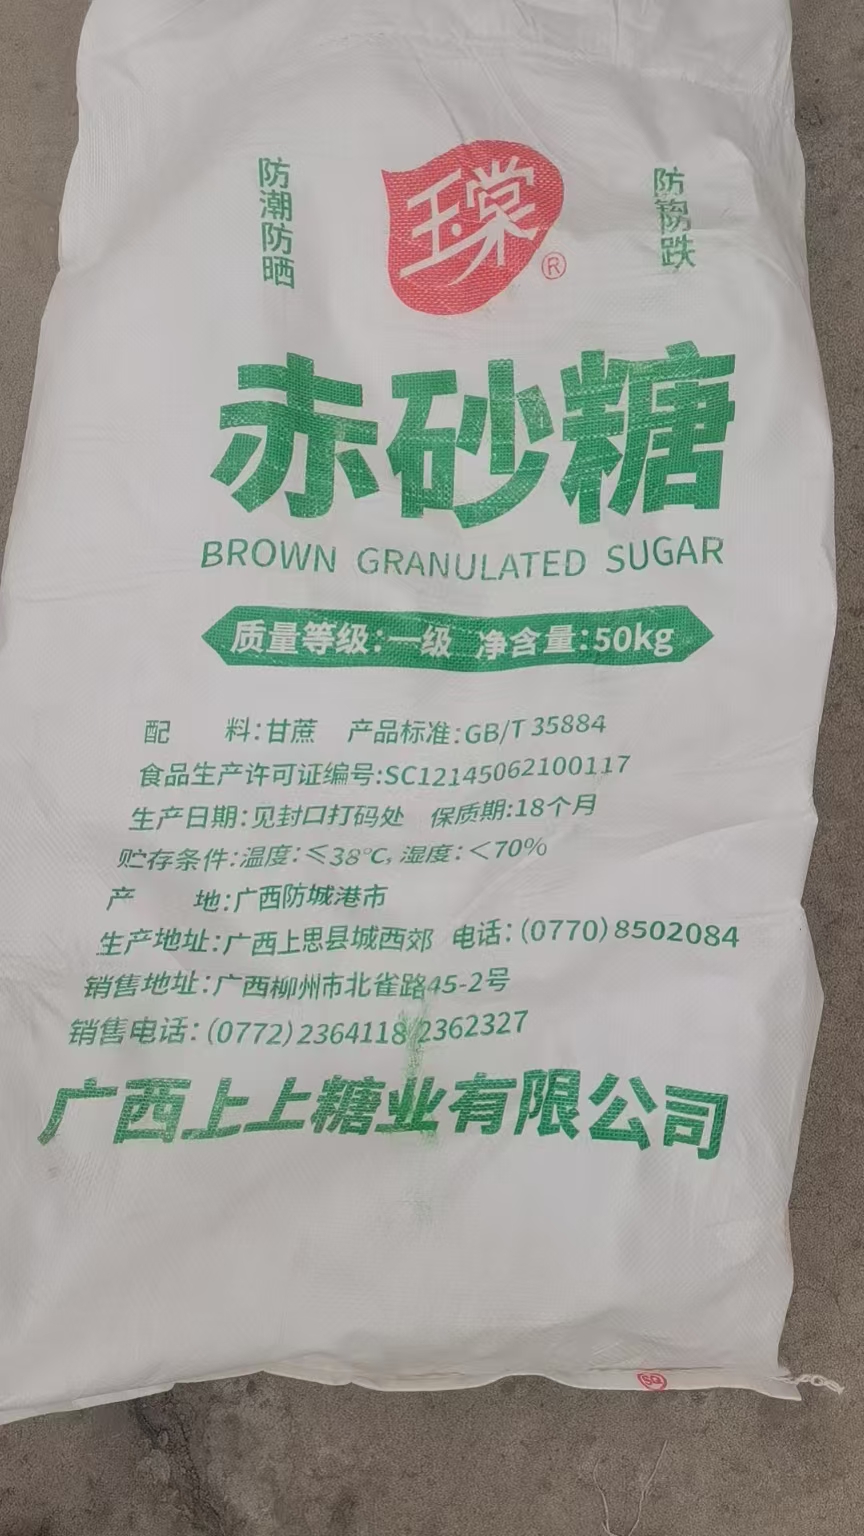 玉棠
®
防潮防晒
防钩防跌
赤砂糖
BROWN GRANULATED SUGAR
质量等级:一级 净含量:50kg
配 料:甘蔗 产品标准:GB/T 35884
食品生产许可证编号:SC12145062100117
生产日期:见封口打码处 保质期:18个月
贮存条件:温度:≤38℃,湿度:<70%
产 地:广西防城港市
生产地址:广西上思县城西郊 电话:(0770)8502084
销售地址:广西柳州市北雀路45-2号
销售电话:(0772)2364118/2362327
广西上上糖业有限公司